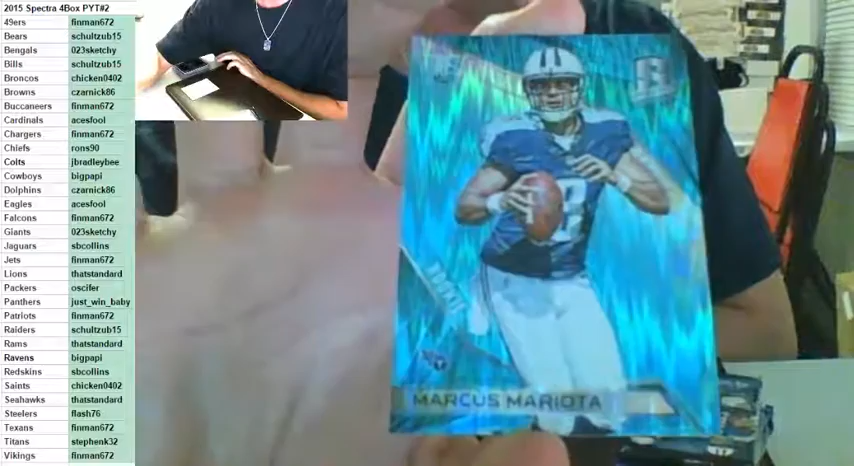 2015 Spectra 4Box PYT#2
49ers finman672
Bears schultzub15
Bengals 023sketchy
Bills schultzub15
Broncos chicken0402
Browns czarnick86
Buccaneers finman672
Cardinals acesfool
Chargers finman672
Chiefs rons90
Colts jbradleybee
Cowboys bigpapi
Dolphins czarnick86
Eagles acesfool
Falcons finman672
Giants 023sketchy
Jaguars sbcollins
Jets finman672
Lions thatstandard
Packers oscifer
Panthers just_win_baby
Patriots finman672
Raiders schultzub15
Rams thatstandard
Ravens bigpapi
Redskins sbcollins
Saints chicken0402
Seahawks thatstandard
Steelers flash76
Texans finman672
Titans stephenk32
Vikings finman672
ROOKIE
MARCUS MARIOTA